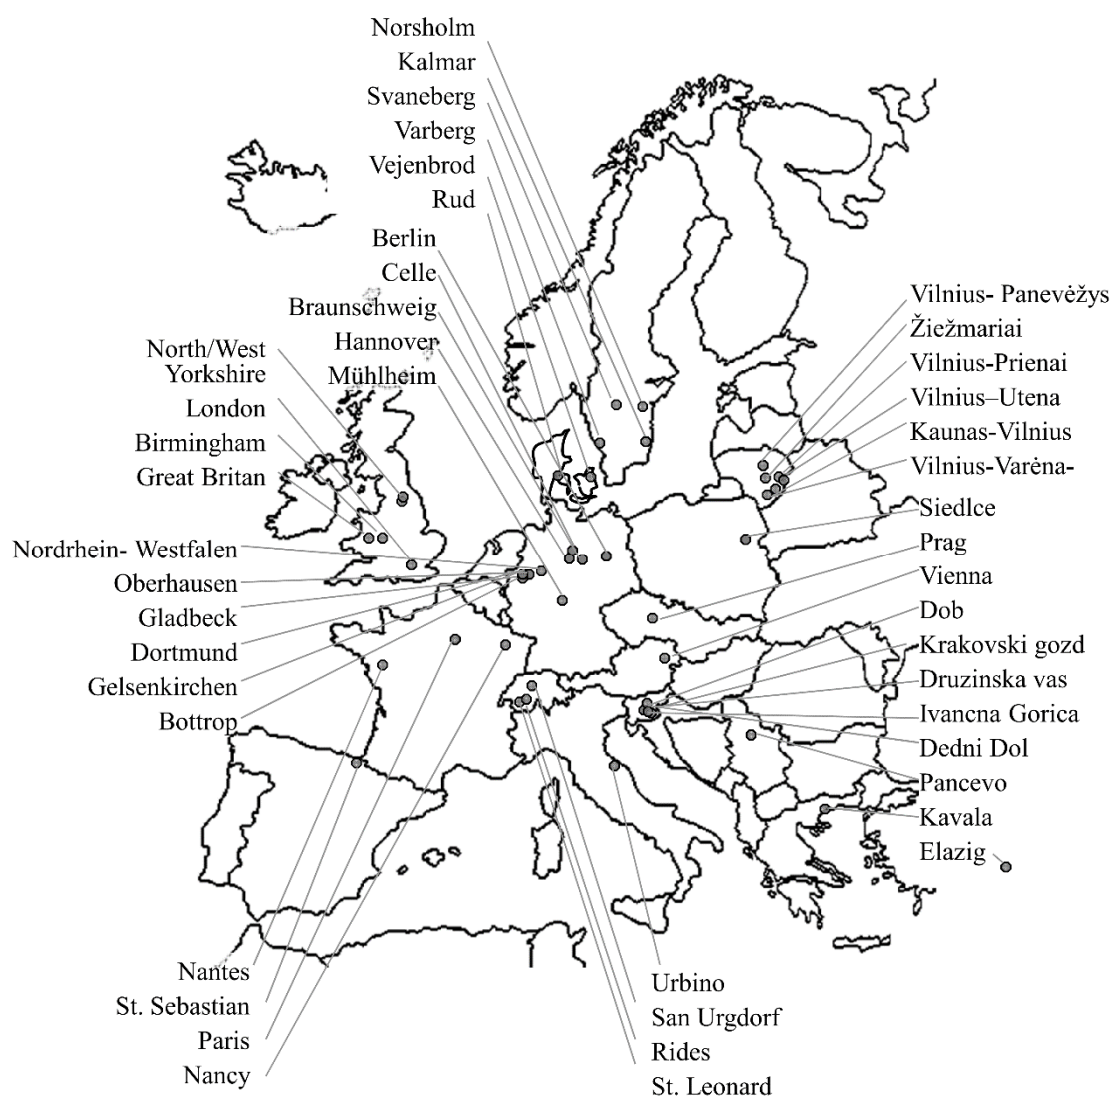 Norsholm
Kalmar
Svaneberg
Varberg
Vejenbrod
Rud
Berlin
Celle
Braunschweig
Hannover
Mühlheim
North/West
Yorkshire
London
Birmingham
Great Britan
Nordrhein- Westfalen
Oberhausen
Gladbeck
Dortmund
Gelsenkirchen
Bottrop
Nantes
St. Sebastian
Paris
Nancy
Vilnius- Panevėžys
Žiežmariai
Vilnius-Prienai
Vilnius–Utena
Kaunas-Vilnius
Vilnius-Varėna-
Siedlce
Prag
Vienna
Dob
Krakovski gozd
Druzinska vas
Ivancna Gorica
Dedni Dol
Pancevo
Kavala
Elazig
Urbino
San Urgdorf
Rides
St. Leonard